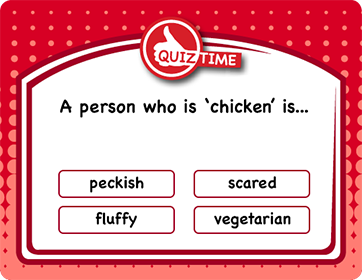 QUIZ TIME
A person who is ‘chicken’ is...
peckish
scared
fluffy
vegetarian